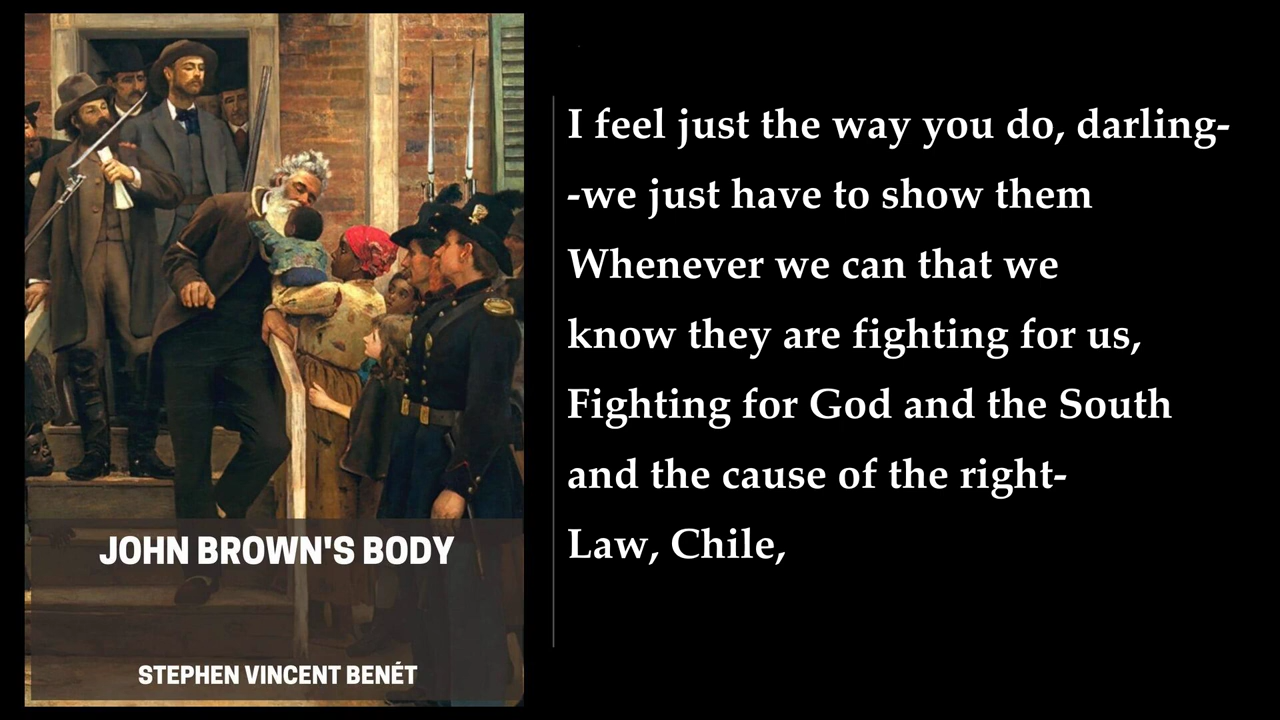 JOHN BROWN'S BODY
STEPHEN VINCENT BENÉT
I feel just the way you do, darling-
-we just have to show them
Whenever we can that we
know they are fighting for us,
Fighting for God and the South
and the cause of the right-
Law, Chile,